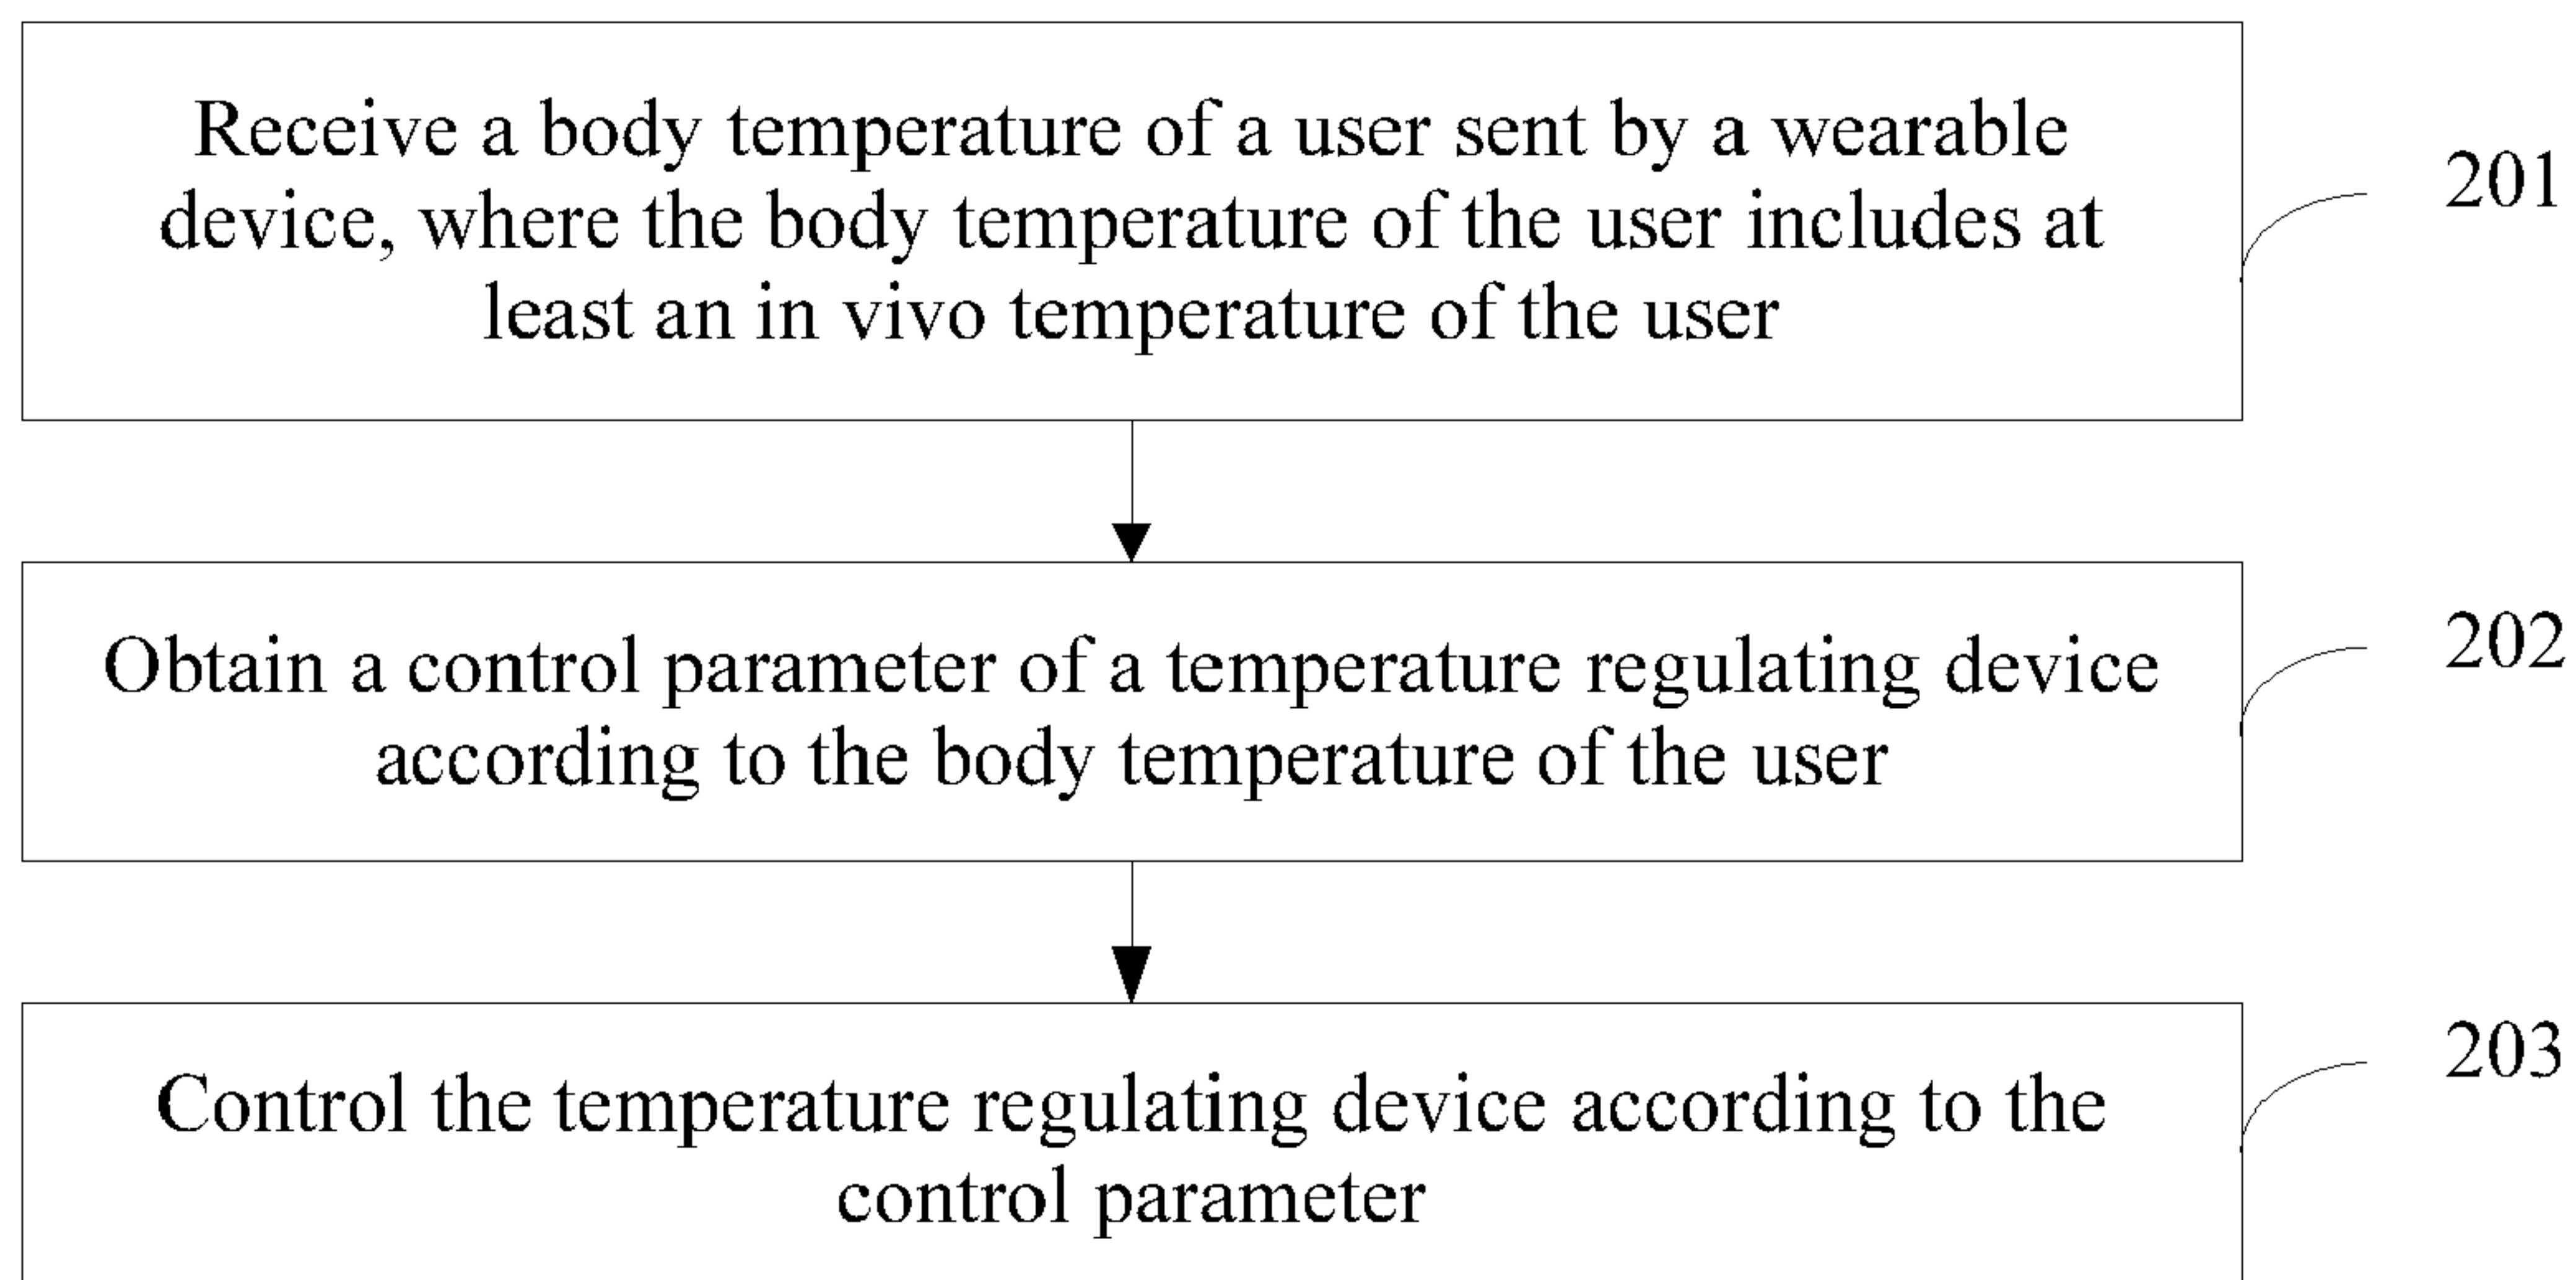 Receive a body temperature of a user sent by a wearable
device, where the body temperature of the user includes at
least an in vivo temperature of the user
201
Obtain a control parameter of a temperature regulating device
according to the body temperature of the user
202
Control the temperature regulating device according to the
control parameter
203